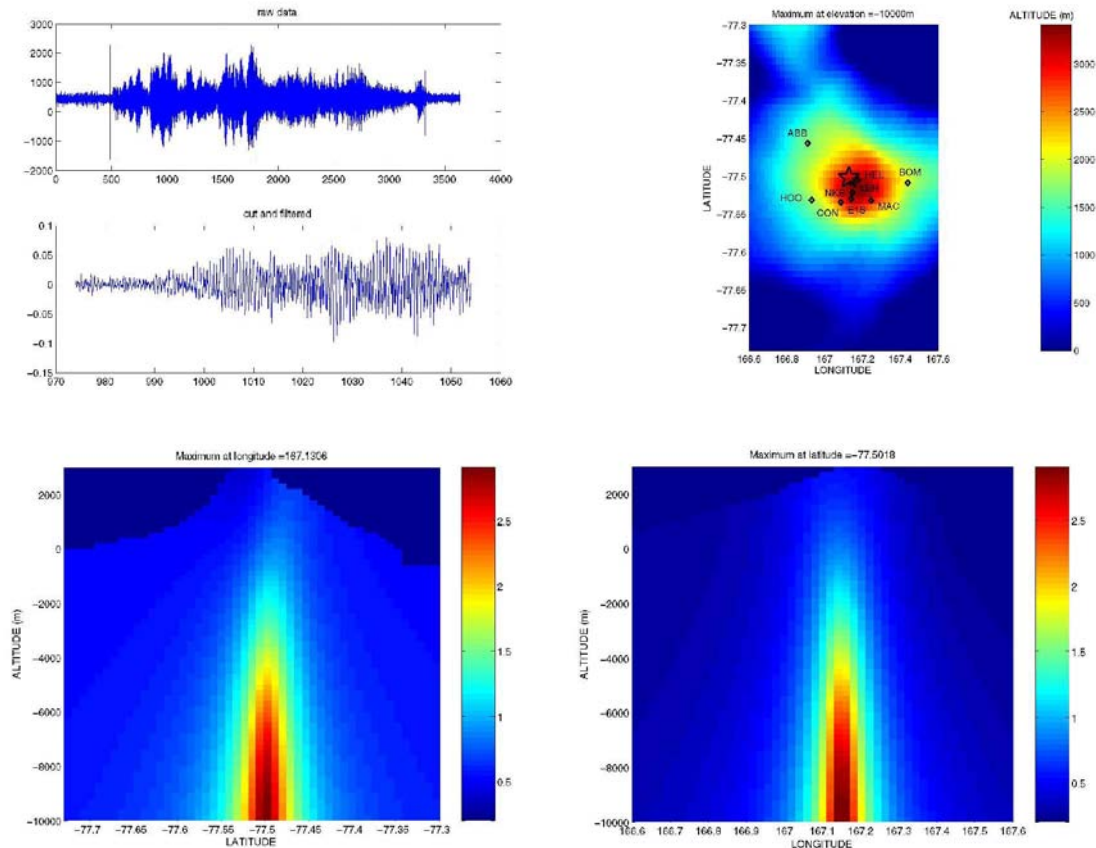 raw data
3000
2000
1000
0
−1000
−2000
0 500 1000 1500 2000 2500 3000 3500 4000
cut and filtered
0.1
0.05
0
−0.05
−0.1
−0.15
970 980 990 1000 1010 1020 1030 1040 1050 1060
Maximum at elevation =−10000m
LATITUDE
−77.3
−77.35
−77.4
−77.45
−77.5
−77.55
−77.6
−77.65
−77.7
ABB
BOM
HEL
NKB
HOO
CON
E1S
MAC
166.6 166.8 167 167.2 167.4 167.6
LONGITUDE
ALTITUDE (m)
3000
2500
2000
1500
1000
500
0
Maximum at longitude =167.1306
ALTITUDE (m)
2000
0
−2000
−4000
−6000
−8000
−10000
−77.7 −77.65 −77.6 −77.55 −77.5 −77.45 −77.4 −77.35 −77.3
LATITUDE
2.5
2
1.5
1
0.5
Maximum at latitude =−77.5018
ALTITUDE (m)
2000
0
−2000
−4000
−6000
−8000
−10000
166.6 166.7 166.8 166.9 167 167.1 167.2 167.3 167.4 167.5 167.6
LONGITUDE
2.5
2
1.5
1
0.5